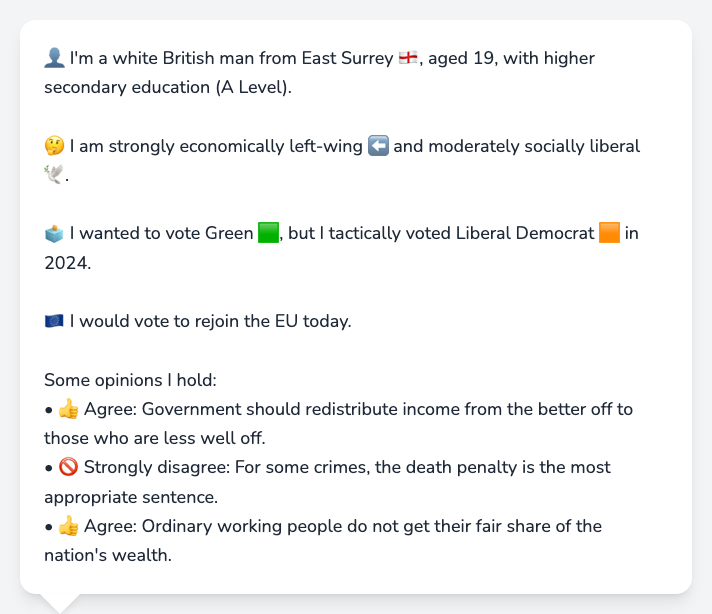 👤 I'm a white British man from East Surrey 🏴󠁧󠁢󠁥󠁮󠁧󠁿, aged 19, with higher
secondary education (A Level).
🤔 I am strongly economically left-wing ⬅️ and moderately socially liberal
🕊️.
🗳️ I wanted to vote Green 🟩, but I tactically voted Liberal Democrat 🟧 in
2024.
🇪🇺 I would vote to rejoin the EU today.
Some opinions I hold:
• 👍 Agree: Government should redistribute income from the better off to
those who are less well off.
• 🚫 Strongly disagree: For some crimes, the death penalty is the most
appropriate sentence.
• 👍 Agree: Ordinary working people do not get their fair share of the
nation's wealth.